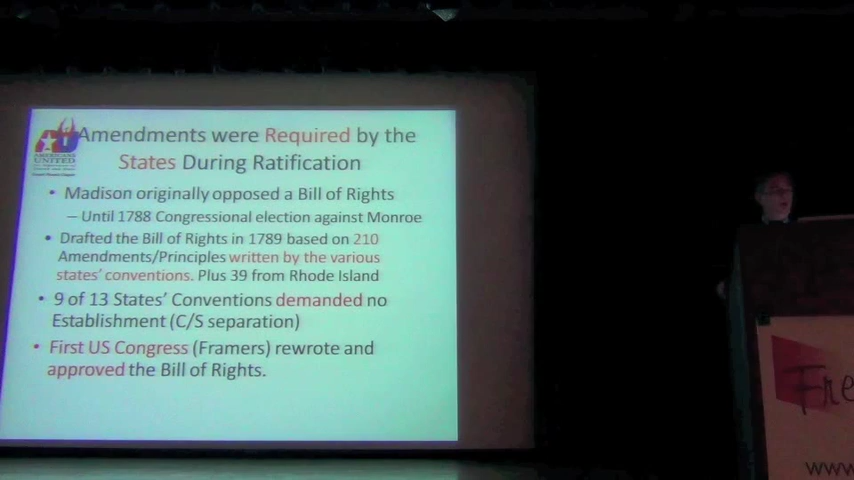 Amendments were Required by the
States During Ratification
AU
AMERICANS
UNITED
• Madison originally opposed a Bill of Rights
– Until 1788 Congressional election against Monroe
• Drafted the Bill of Rights in 1789 based on 210
Amendments/Principles written by the various
states' conventions. Plus 39 from Rhode Island
• 9 of 13 States' Conventions demanded no
Establishment (C/S separation)
• First US Congress (Framers) rewrote and
approved the Bill of Rights.
Fre
www